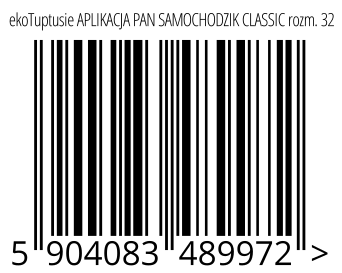 ekoTuptusie APLIKACJA PAN SAMOCHODZIK CLASSIC rozm. 32
5 904083 489972 >